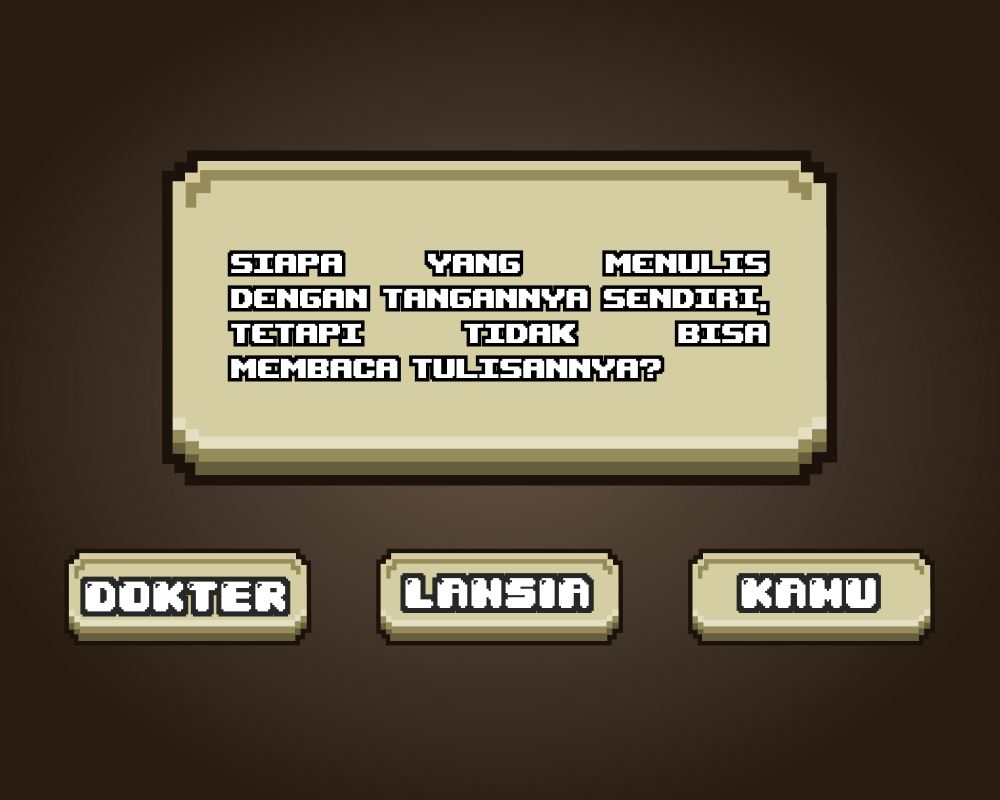 SIAPA YANG MENULIS
DENGAN TANGANNYA SENDIRI,
TETAPI TIDAK BISA
MEMBACA TULISANNYA?
DOKTER
LANSIA
KAMU